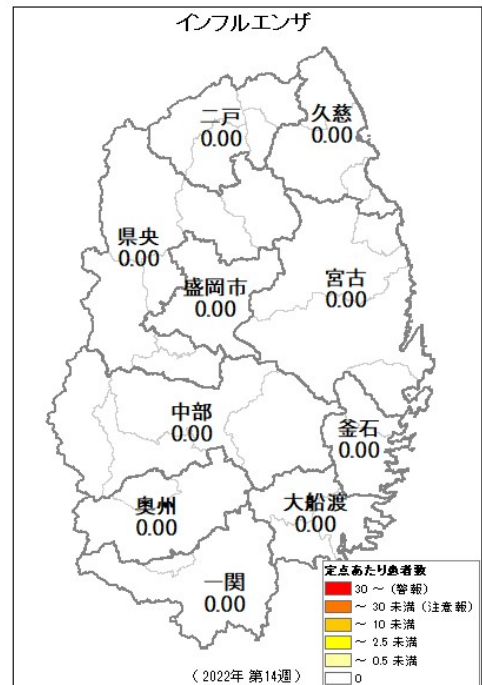 インフルエンザ
二戸
0.00
久慈
0.00
県央
0.00
盛岡市
0.00
宮古
0.00
中部
0.00
釜石
0.00
奥州
0.00
大船渡
0.00
一関
0.00
定点あたり患者数
30 ～ (警報)
～ 30 未満 (注意報)
～ 10 未満
～ 2.5 未満
～ 0.5 未満
0
( 2022年 第14週 )